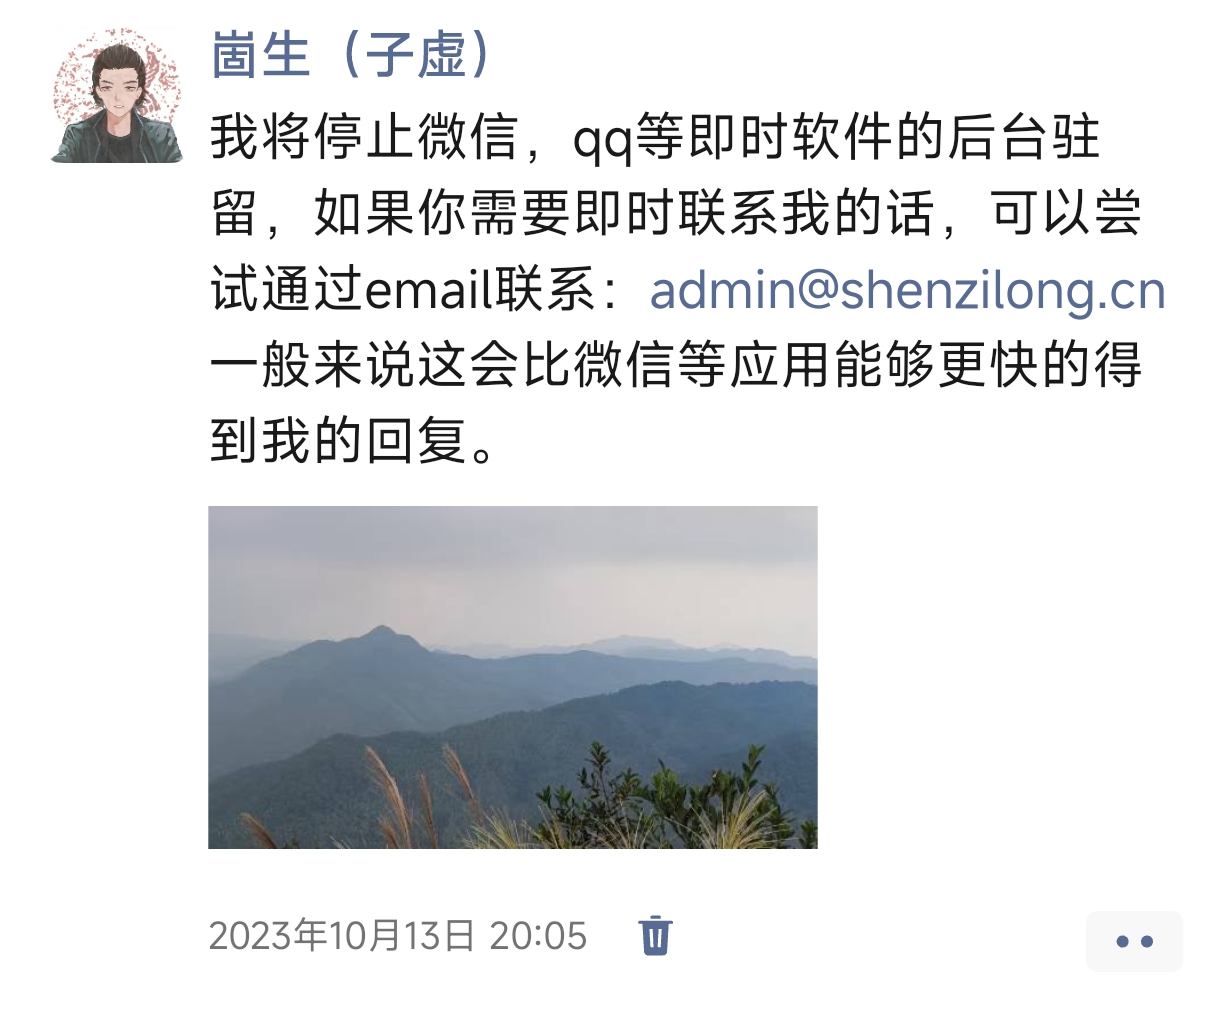 崮生（子虚）
我将停止微信，qq等即时软件的后台驻
留，如果你需要即时联系我的话，可以尝
试通过email联系：admin@shenzilong.cn
一般来说这会比微信等应用能够更快的得
到我的回复。
2023年10月13日 20:05